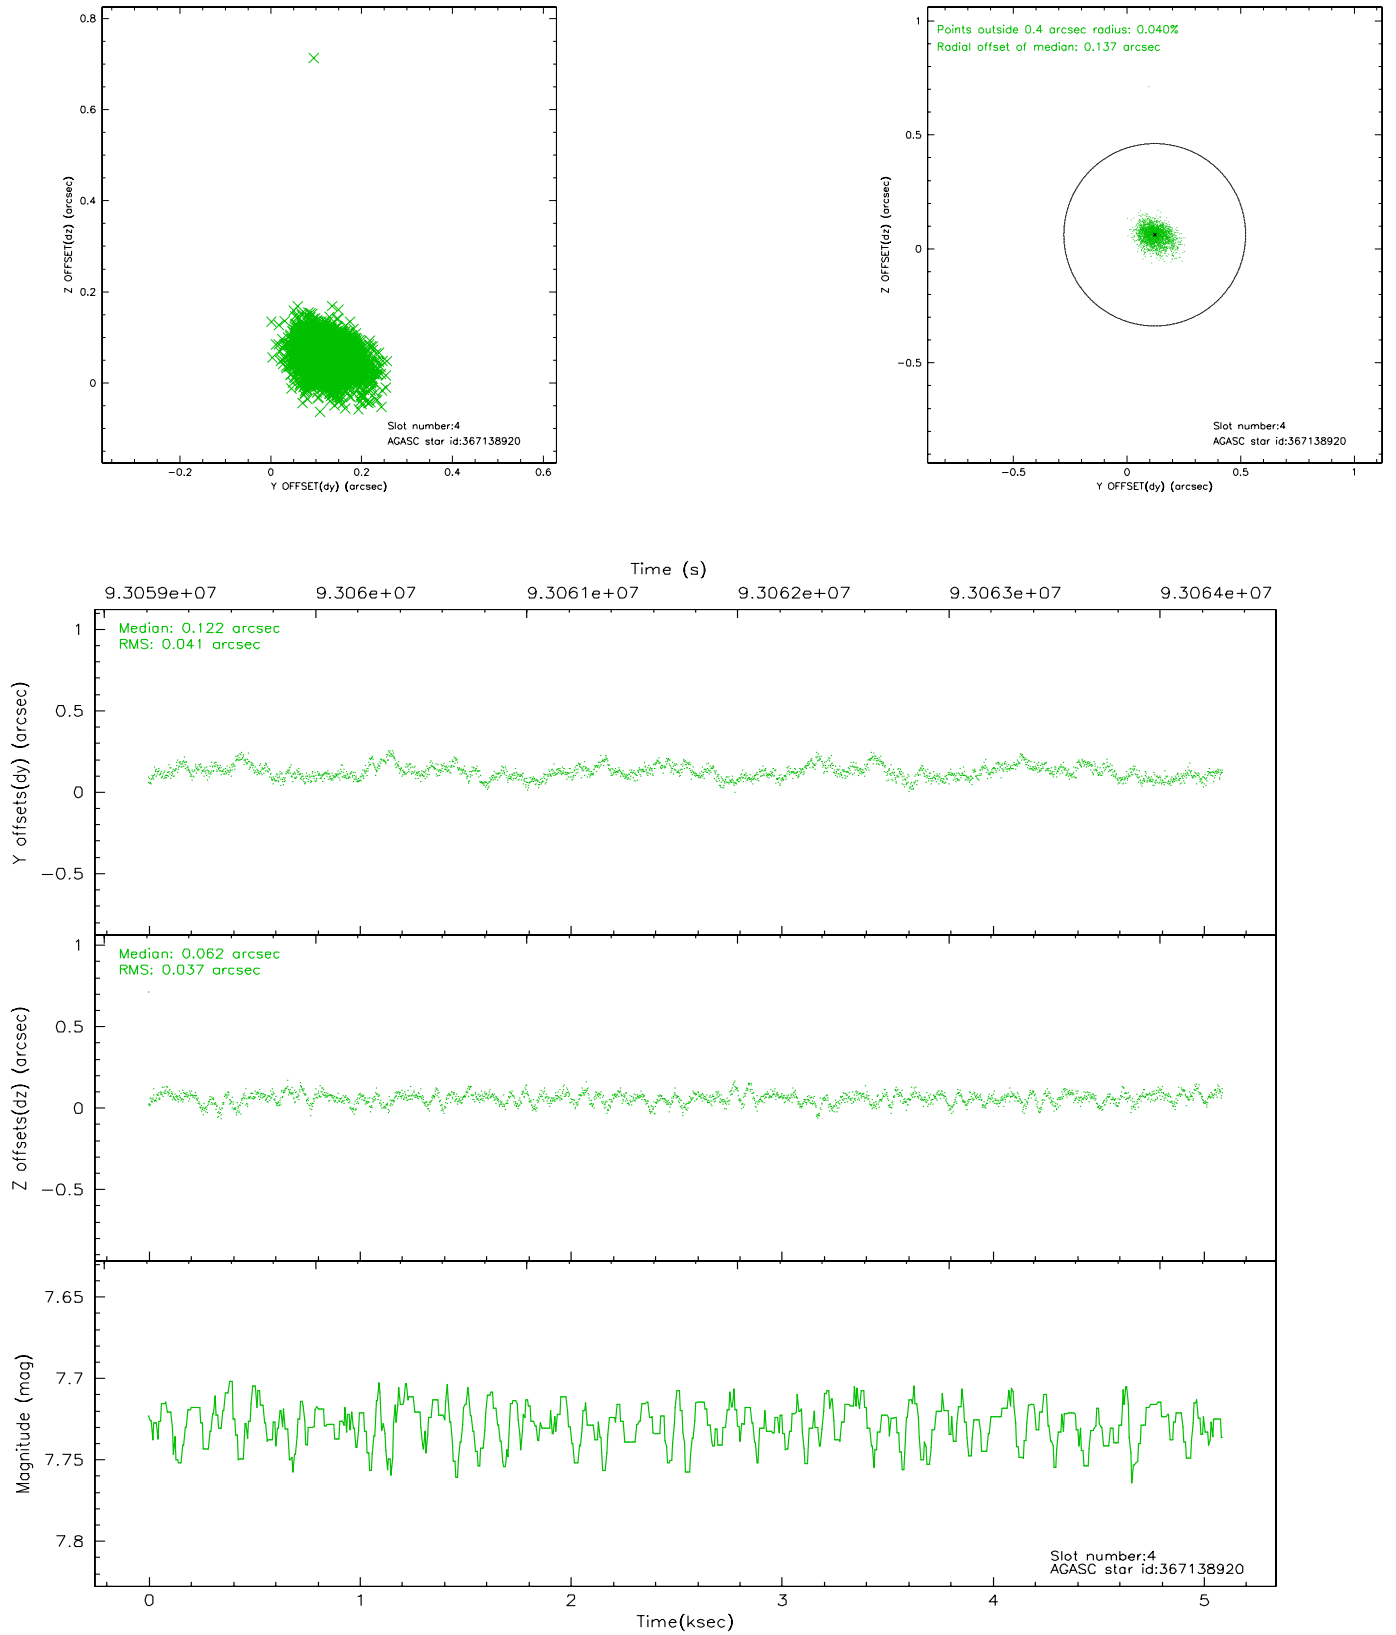 0.8
0.6
0.4
0.2
0
Z OFFSET(dz) (arcsec)
Slot number:4
AGASC star id:367138920
−0.2 0 0.2 0.4 0.6
Y OFFSET(dy) (arcsec)
Points outside 0.4 arcsec radius: 0.040%
Radial offset of median: 0.137 arcsec
1
0.5
0
−0.5
Z OFFSET(dz) (arcsec)
Slot number:4
AGASC star id:367138920
−0.5 0 0.5 1
Y OFFSET(dy) (arcsec)
Time (s)
9.3059e+07 9.306e+07 9.3061e+07 9.3062e+07 9.3063e+07 9.3064e+07
Median: 0.122 arcsec
RMS: 0.041 arcsec
1
0.5
0
−0.5
Y offsets(dy) (arcsec)
Median: 0.062 arcsec
RMS: 0.037 arcsec
1
0.5
0
−0.5
Z offsets(dz) (arcsec)
7.65
7.7
7.75
7.8
Magnitude (mag)
Slot number:4
AGASC star id:367138920
0 1 2 3 4 5
Time(ksec)